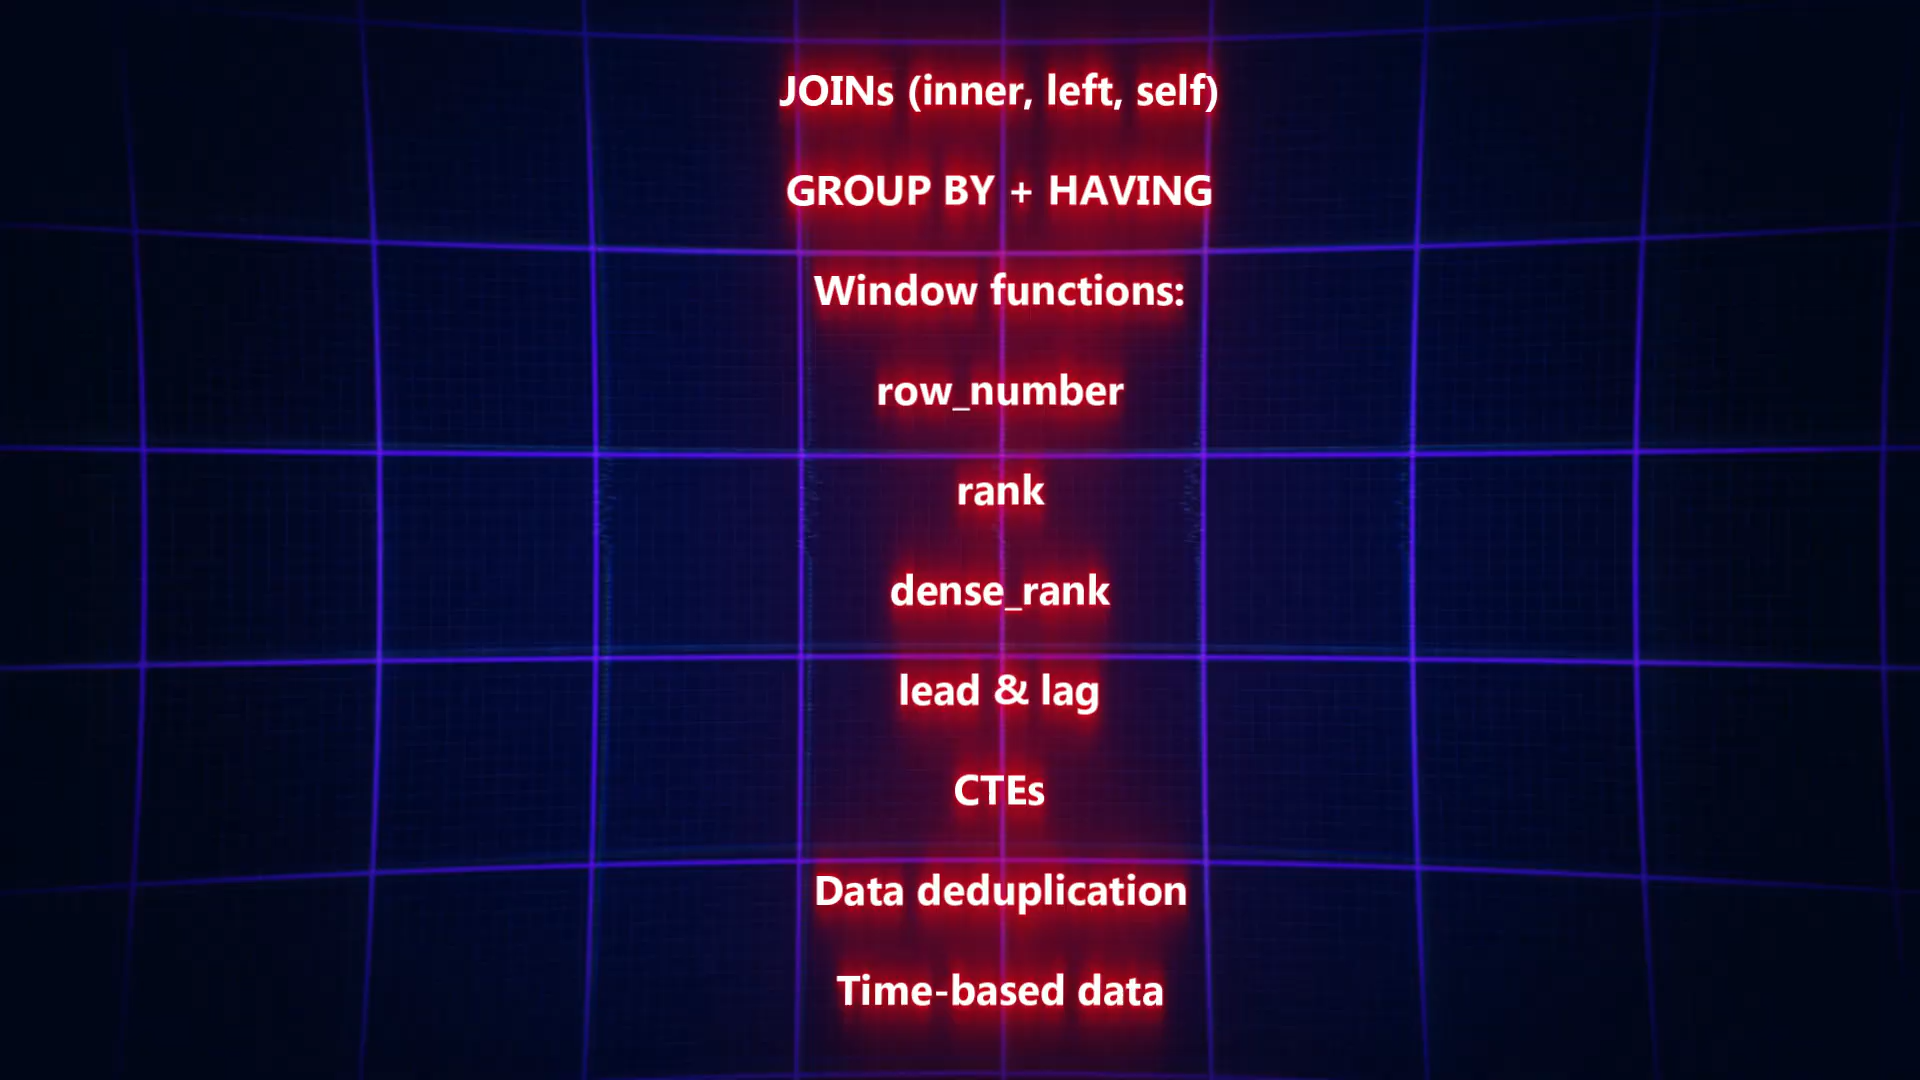 JOINs (inner, left, self)
GROUP BY + HAVING
Window functions:
row_number
rank
dense_rank
lead & lag
CTEs
Data deduplication
Time-based data